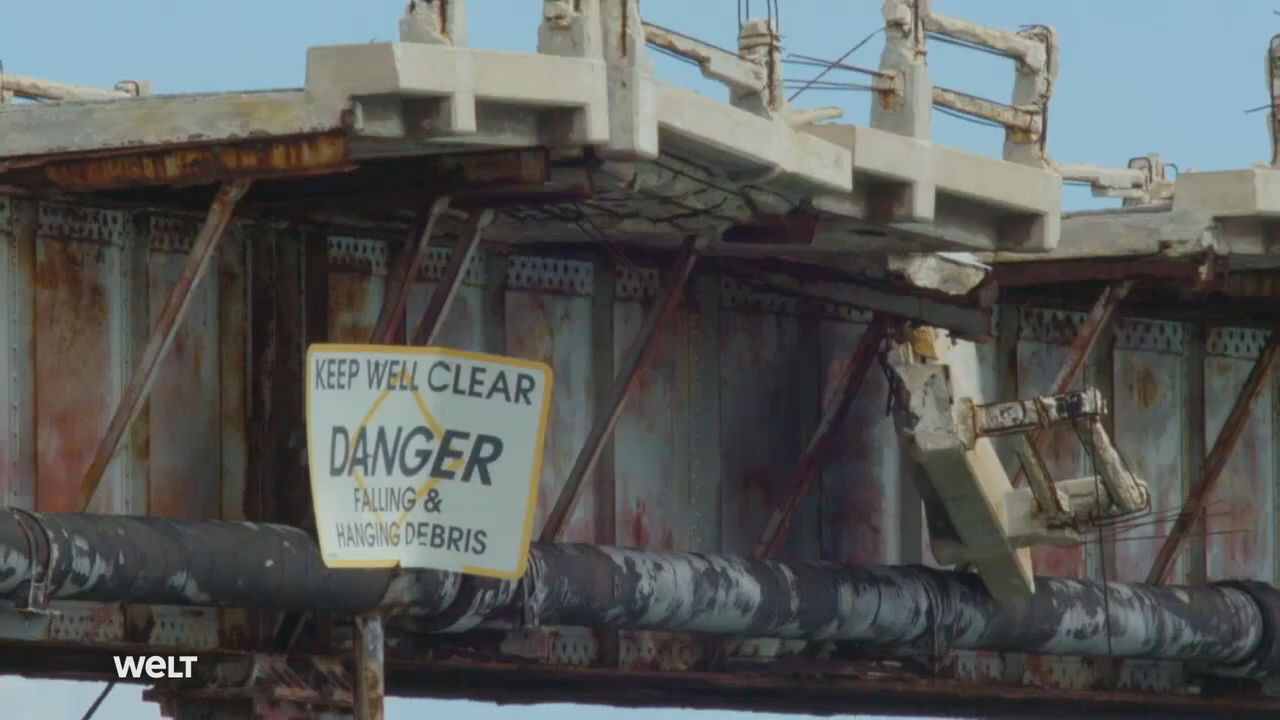 KEEP WELL CLEAR
DANGER
FALLING &
HANGING DEBRIS
WELT